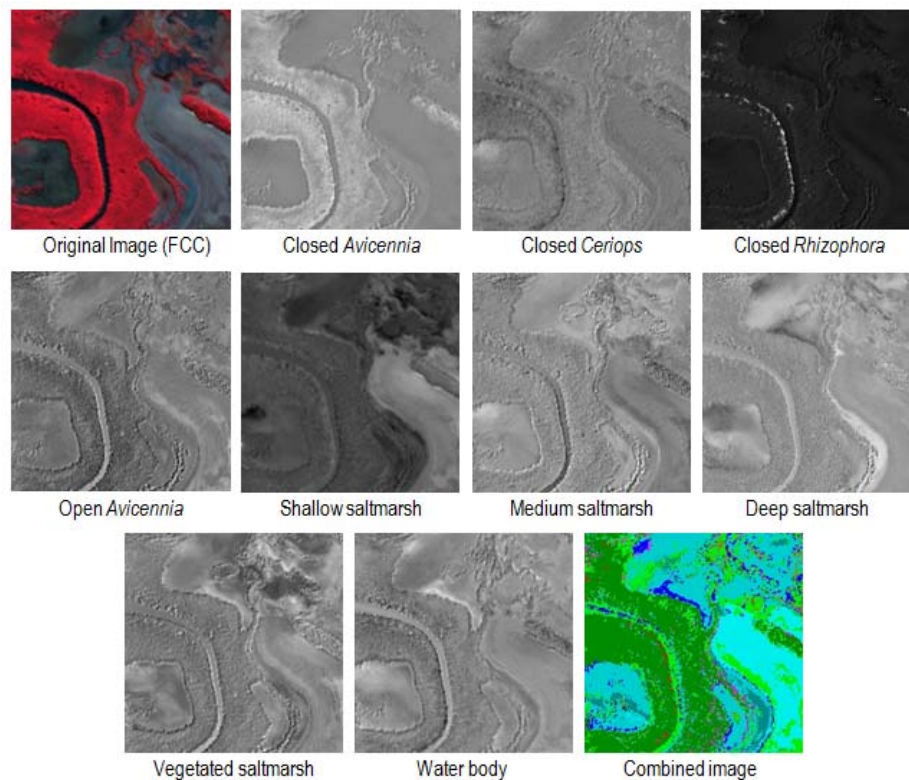 Original Image (FCC)
Closed Avicennia
Closed Ceriops
Closed Rhizophora
Open Avicennia
Shallow saltmarsh
Medium saltmarsh
Deep saltmarsh
Vegetated saltmarsh
Water body
Combined image